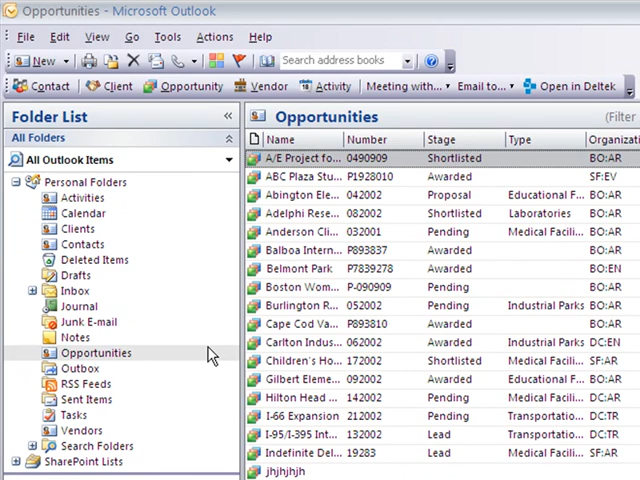 Opportunities - Microsoft Outlook
File Edit View Go Tools Actions Help
New Search address books
Contact Client Opportunity Vendor Activity Meeting with... Email to... Open in Deltek
Folder List « Opportunities (Filter
All Folders
All Outlook Items
Name Number Stage Type Organizati
A/E Project fo... 0490909 Shortlisted BO:AR
ABC Plaza Stu... P1928010 Awarded SF:EV
Abington Ele... 042002 Proposal Educational F... BO:AR
Adelphi Rese... 082002 Shortlisted Laboratories BO:AR
Anderson Cli... 032001 Pending Medical Facili... BO:AR
Balboa Intern... P893837 Awarded BO:AR
Belmont Park P7839278 Awarded BO:EN
Boston Wom... P-090909 Pending BO:AR
Burlington R... 052002 Pending Industrial Parks BO:AR
Cape Cod Va... P893810 Awarded BO:AR
Carlton Indus... 062002 Awarded Industrial Parks DC:EN
Children's Ho... 172002 Shortlisted Medical Facili... SF:AR
Gilbert Eleme... 092002 Awarded Educational F... BO:AR
Hilton Head ... 142002 Pending Medical Facili... DC:AR
I-66 Expansion 212002 Pending Transportatio... DC:TR
I-95/I-395 Int... 132002 Lead Transportatio... DC:TR
Indefinite Del... 19283 Lead Medical Facili... SF:AR
jhjhjhjh
Personal Folders
Activities
Calendar
Clients
Contacts
Deleted Items
Drafts
Inbox
Journal
Junk E-mail
Notes
Opportunities
Outbox
RSS Feeds
Sent Items
Tasks
Vendors
Search Folders
SharePoint Lists